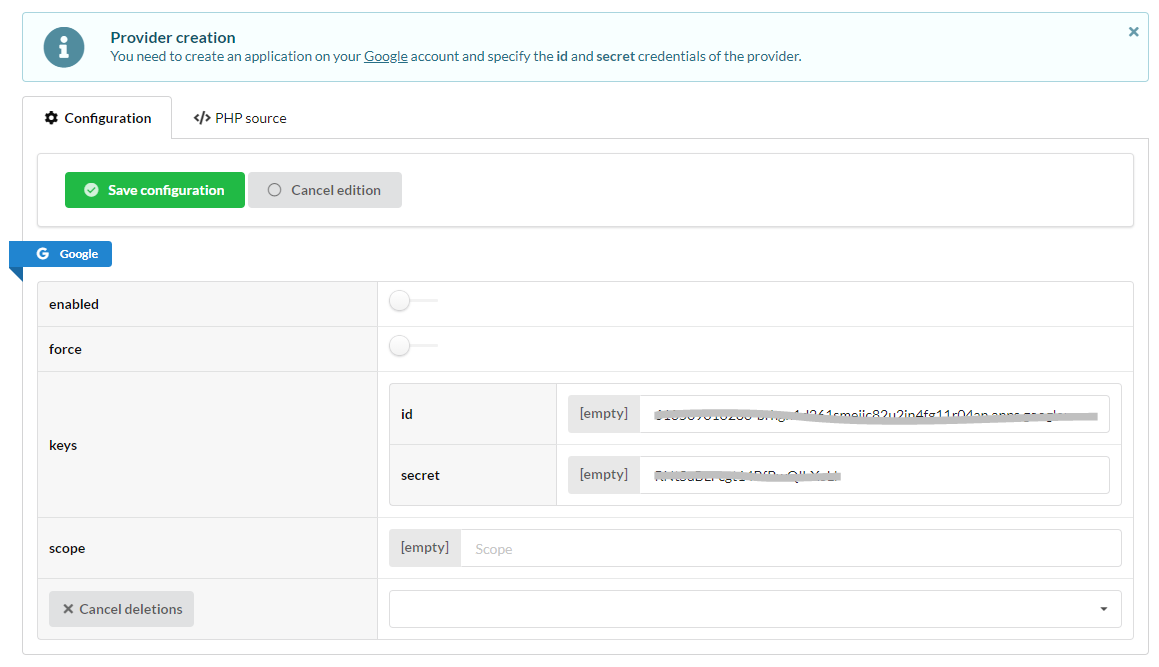 Provider creation
You need to create an application on your Google account and specify the id and secret credentials of the provider.
Configuration
PHP source
Save configuration
Cancel edition
Google
enabled
force
keys
id
[empty]
secret
[empty]
scope
[empty]
Scope
Cancel deletions